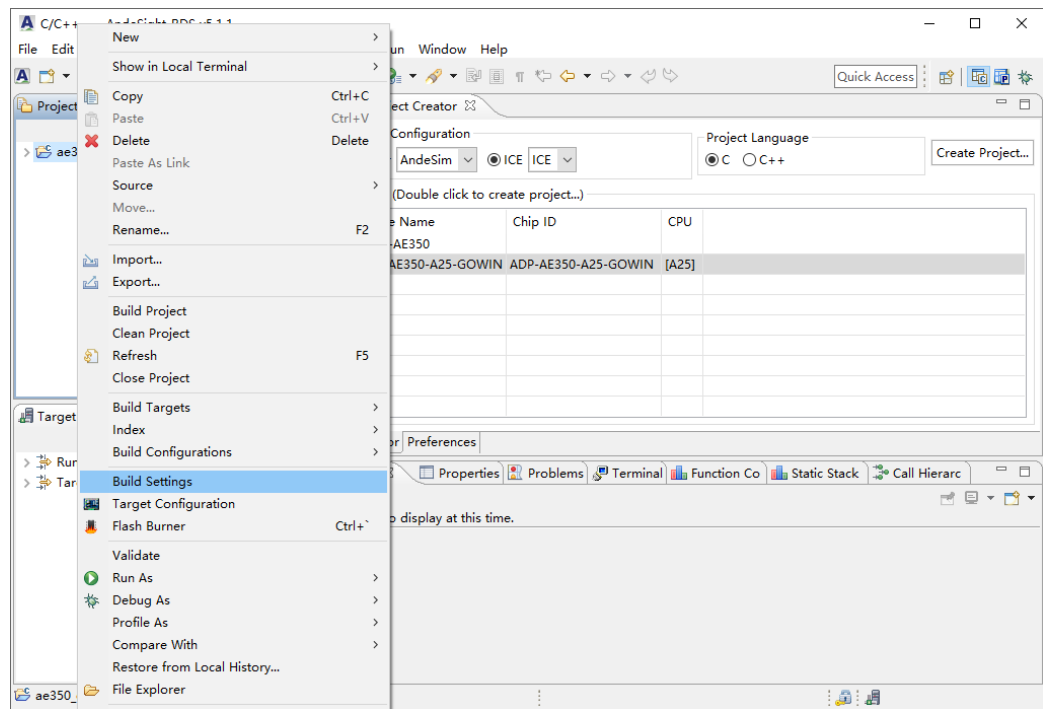 C/C++ AndeSight RDS v5.1.1
File Edit un Window Help
Quick Access
Project ect Creator
ae3
Configuration
AndeSim ICE ICE
Project Language
C C++
Create Project...
(Double click to create project...)
e Name Chip ID CPU
-AE350
AE350-A25-GOWIN ADP-AE350-A25-GOWIN [A25]
or Preferences
Target
Run
Tar
Properties Problems Terminal Function Co Static Stack Call Hierarc
o display at this time.
ae350_
New
Show in Local Terminal
Copy Ctrl+C
Paste Ctrl+V
Delete Delete
Paste As Link
Source
Move...
Rename... F2
Import...
Export...
Build Project
Clean Project
Refresh F5
Close Project
Build Targets
Index
Build Configurations
Build Settings
Target Configuration
Flash Burner Ctrl+`
Validate
Run As
Debug As
Profile As
Compare With
Restore from Local History...
File Explorer